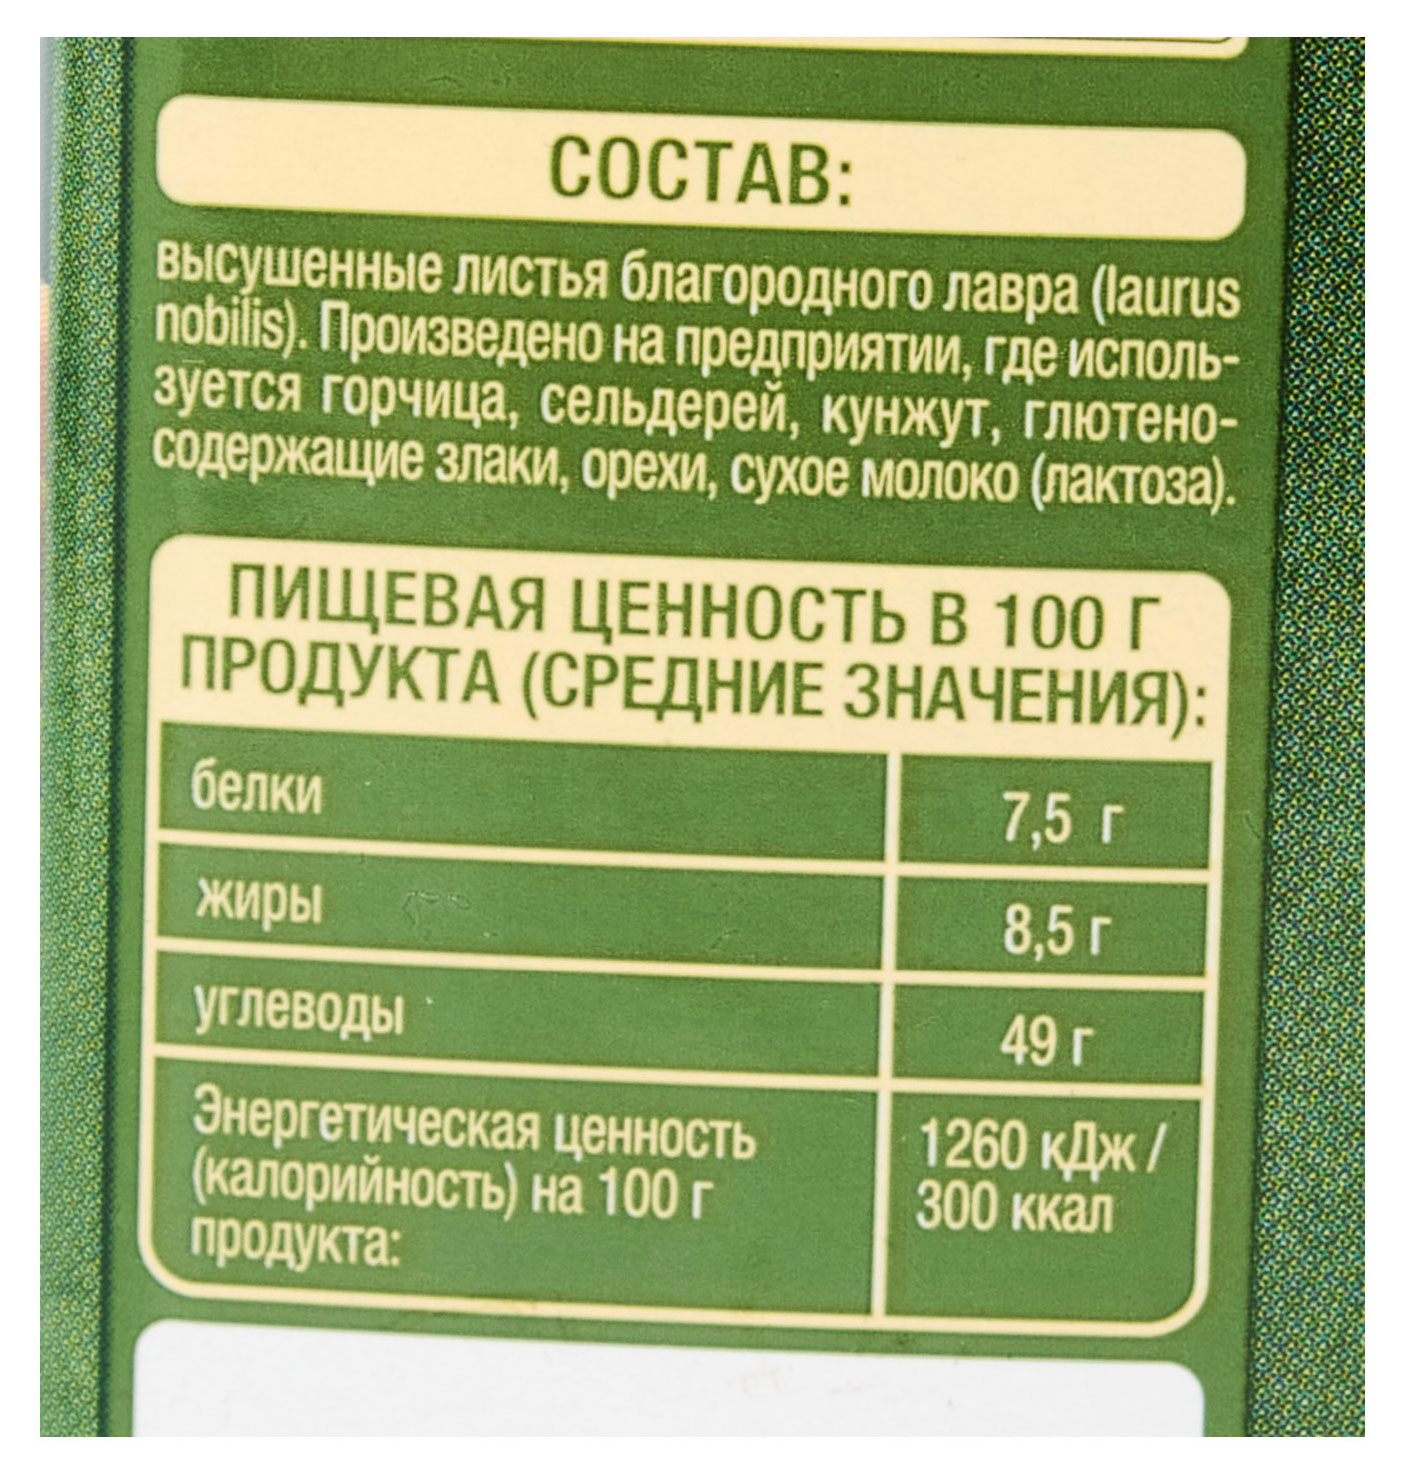 СОСТАВ:
высушенные листья благородного лавра (laurus
nobilis). Произведено на предприятии, где исполь-
зуется горчица, сельдерей, кунжут, глютено-
содержащие злаки, орехи, сухое молоко (лактоза).
ПИЩЕВАЯ ЦЕННОСТЬ В 100 Г
ПРОДУКТА (СРЕДНИЕ ЗНАЧЕНИЯ):
белки 7,5 г
жиры 8,5 г
углеводы 49 г
Энергетическая ценность 1260 кДж /
(калорийность) на 100 г 300 ккал
продукта: